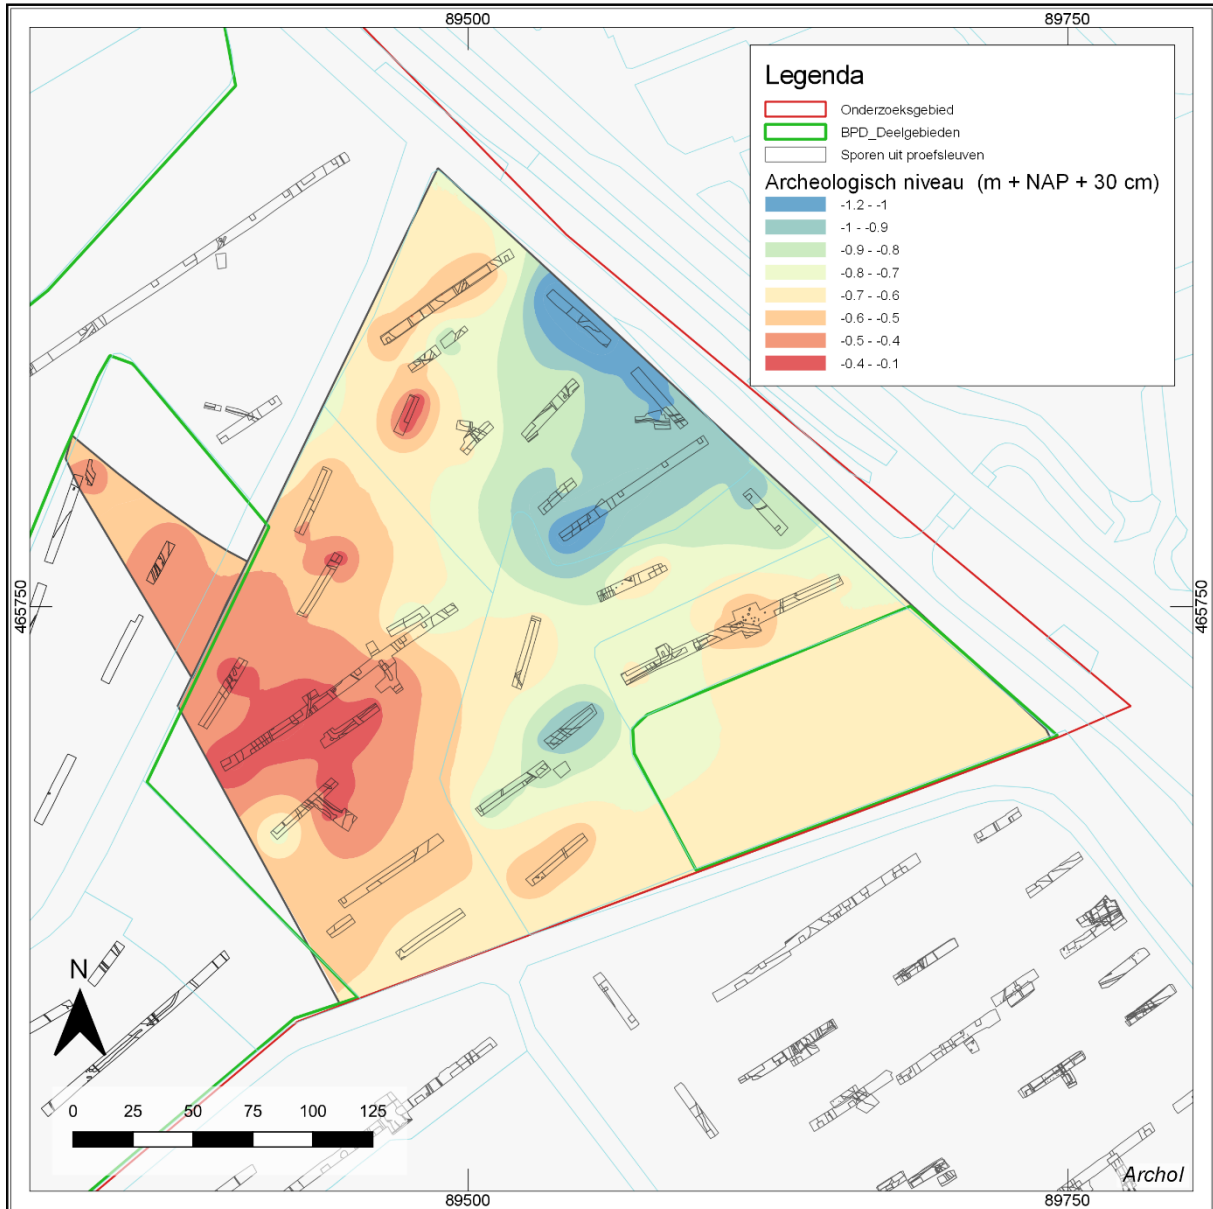 89500
89750
Legenda
Onderzoeksgebied
BPD_Deelgebieden
Sporen uit proefsleuven
Archeologisch niveau (m + NAP + 30 cm)
-1.2 - -1
-1 - -0.9
-0.9 - -0.8
-0.8 - -0.7
-0.7 - -0.6
-0.6 - -0.5
-0.5 - -0.4
-0.4 - -0.1
465750
465750
N
0 25 50 75 100 125
Archol
89500
89750